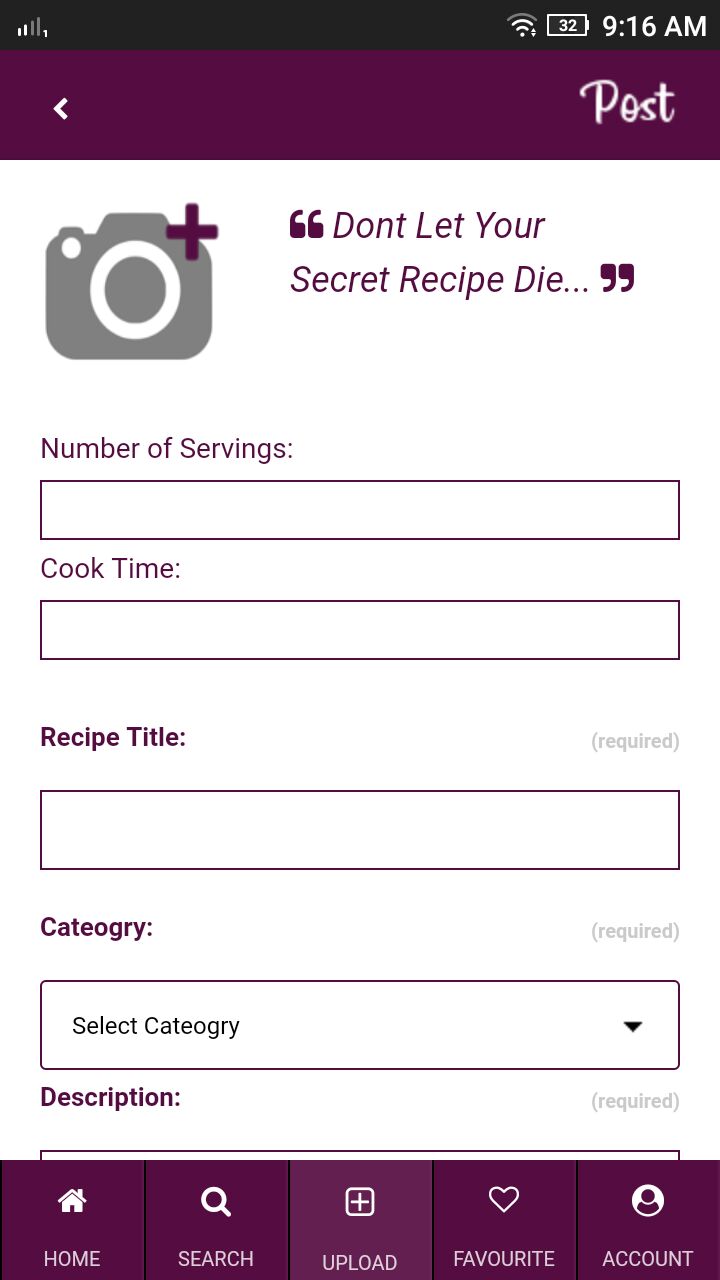 32 9:16 AM
Post
Dont Let Your
Secret Recipe Die...
Number of Servings:
Cook Time:
Recipe Title:
(required)
Cateogry:
(required)
Select Cateogry
Description:
(required)
HOME SEARCH UPLOAD FAVOURITE ACCOUNT